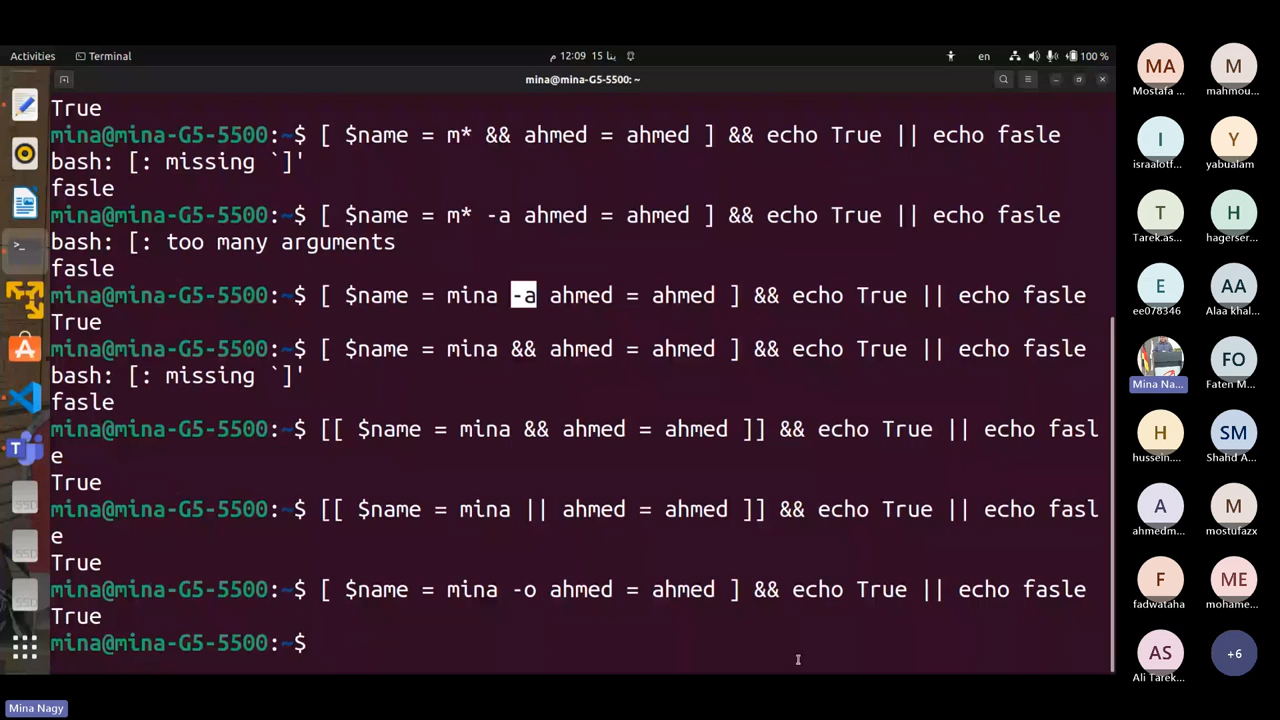 Activities
Terminal
م 12:09 ينا 15
en
100 %
mina@mina-G5-5500: ~
True
mina@mina-G5-5500:~$ [ $name = m* && ahmed = ahmed ] && echo True || echo fasle
bash: [: missing `]'
fasle
mina@mina-G5-5500:~$ [ $name = m* -a ahmed = ahmed ] && echo True || echo fasle
bash: [: too many arguments
fasle
mina@mina-G5-5500:~$ [ $name = mina -a ahmed = ahmed ] && echo True || echo fasle
True
mina@mina-G5-5500:~$ [ $name = mina && ahmed = ahmed ] && echo True || echo fasle
bash: [: missing `]'
fasle
mina@mina-G5-5500:~$ [[ $name = mina && ahmed = ahmed ]] && echo True || echo fasl
e
True
mina@mina-G5-5500:~$ [[ $name = mina || ahmed = ahmed ]] && echo True || echo fasl
e
True
mina@mina-G5-5500:~$ [ $name = mina -o ahmed = ahmed ] && echo True || echo fasle
True
mina@mina-G5-5500:~$
MA
Mostafa ...
M
mahmou...
I
israalotf...
Y
yabualam
T
Tarek.as...
H
hagerser...
E
ee078346
AA
Alaa khal...
Mina Na...
FO
Faten M...
H
hussein....
SM
Shahd A...
A
ahmedm...
M
mostufazx
F
fadwataha
ME
mohame...
AS
Ali Tarek...
+6
Mina Nagy